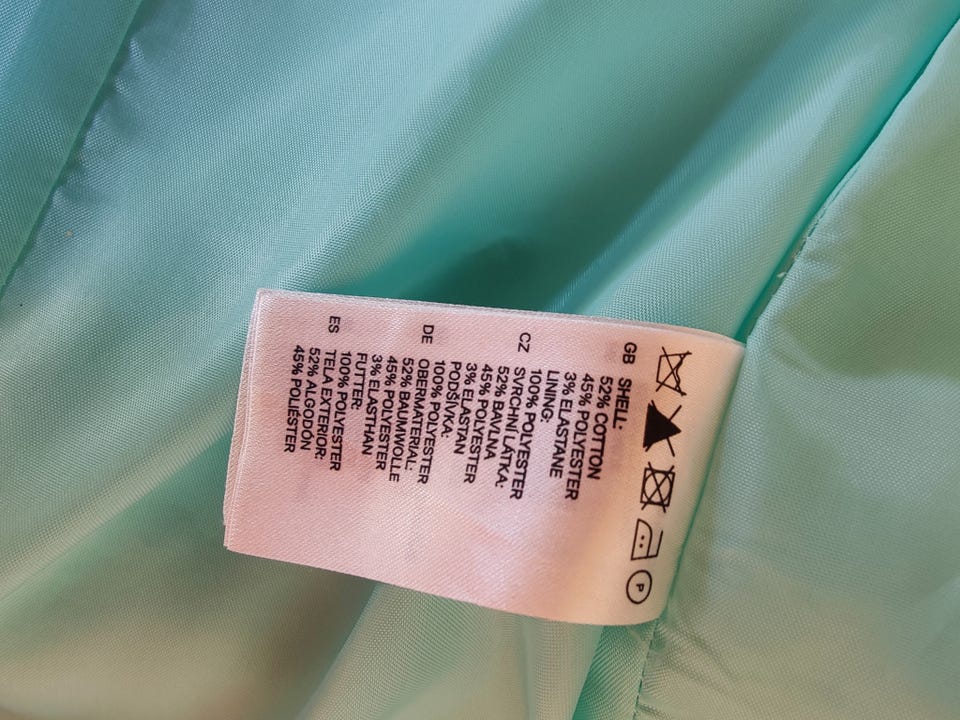 P
GB SHELL:
52% COTTON
45% POLYESTER
3% ELASTANE
LINING:
100% POLYESTER
CZ SVRCHNÍ LÁTKA:
52% BAVLNA
45% POLYESTER
3% ELASTAN
PODŠÍVKA:
100% POLYESTER
DE OBERMATERIAL:
52% BAUMWOLLE
45% POLYESTER
3% ELASTHAN
FUTTER:
100% POLYESTER
ES TELA EXTERIOR:
52% ALGODÓN
45% POLIÉSTER